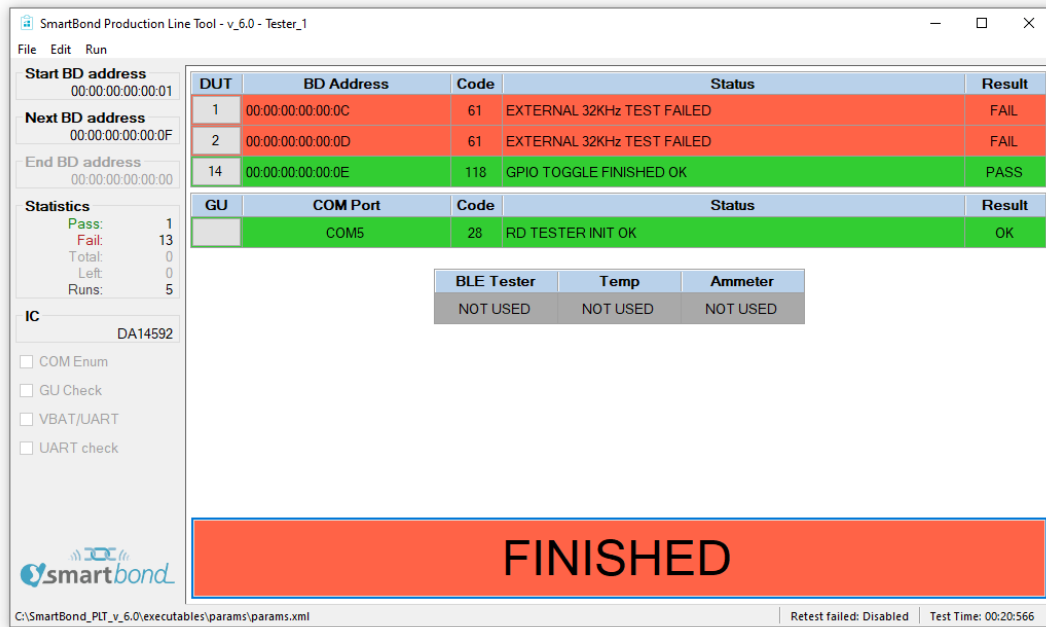 SmartBond Production Line Tool - v_6.0 - Tester_1
File Edit Run
Start BD address
00:00:00:00:00:01
Next BD address
00:00:00:00:00:0F
End BD address
00:00:00:00:00:00
Statistics
Pass: 1
Fail: 13
Total: 0
Left: 0
Runs: 5
IC
DA14592
COM Enum
GU Check
VBAT/UART
UART check
smartbond
DUT BD Address Code Status Result
1 00:00:00:00:00:0C 61 EXTERNAL 32KHz TEST FAILED FAIL
2 00:00:00:00:00:0D 61 EXTERNAL 32KHz TEST FAILED FAIL
14 00:00:00:00:00:0E 118 GPIO TOGGLE FINISHED OK PASS
GU COM Port Code Status Result
COM5 28 RD TESTER INIT OK OK
BLE Tester Temp Ammeter
NOT USED NOT USED NOT USED
FINISHED
C:\SmartBond_PLT_v_6.0\executables\params\params.xml Retest failed: Disabled Test Time: 00:20:566